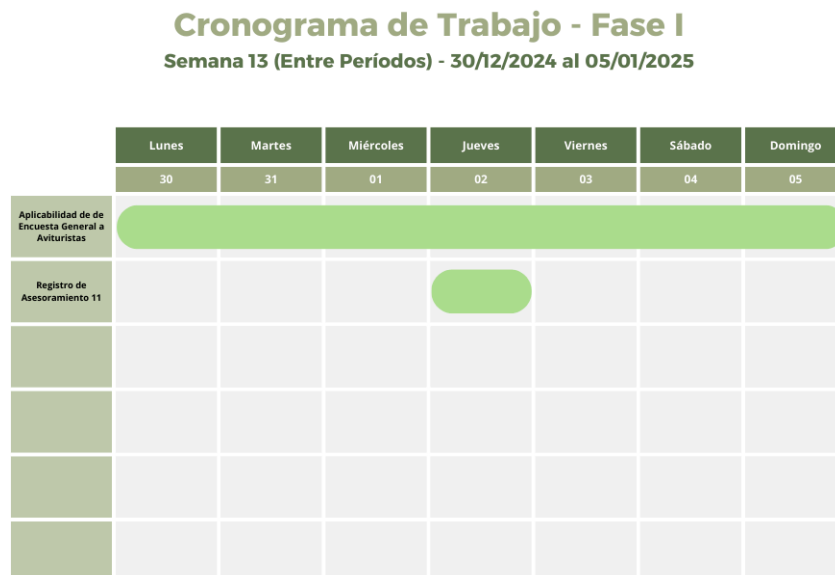 Cronograma de Trabajo - Fase I
Semana 13 (Entre Períodos) - 30/12/2024 al 05/01/2025
Lunes Martes Miércoles Jueves Viernes Sábado Domingo
30 31 01 02 03 04 05
Aplicabilidad de de
Encuesta General a
Avituristas
Registro de
Asesoramiento 11